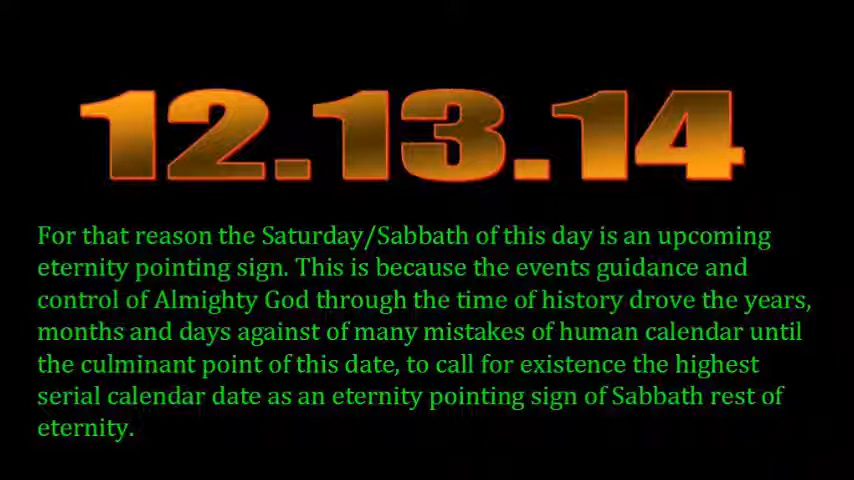 12.13.14
For that reason the Saturday/Sabbath of this day is an upcoming
eternity pointing sign. This is because the events guidance and
control of Almighty God through the time of history drove the years,
months and days against of many mistakes of human calendar until
the culminant point of this date, to call for existence the highest
serial calendar date as an eternity pointing sign of Sabbath rest of
eternity.